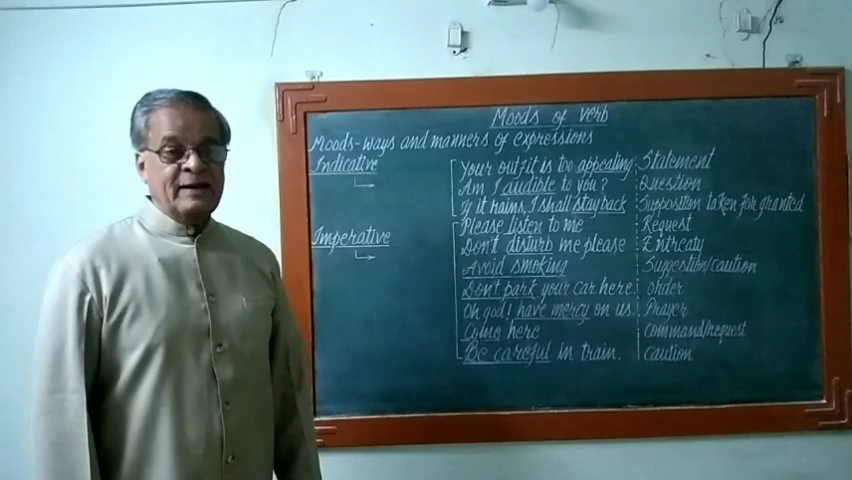 Moods of verb
Moods-ways and manners of expressions
Indicative Your outfit is too appealing Statement
Am I audible to you? Question
If it rains, I shall stay back Supposition taken for granted
Imperative Please listen to me Request
Don't disturb me please Entreaty
Avoid smoking Suggestion/caution
Don't park your car here. order
Oh god! have mercy on us. Prayer
Come here command/request
Be careful in train. caution